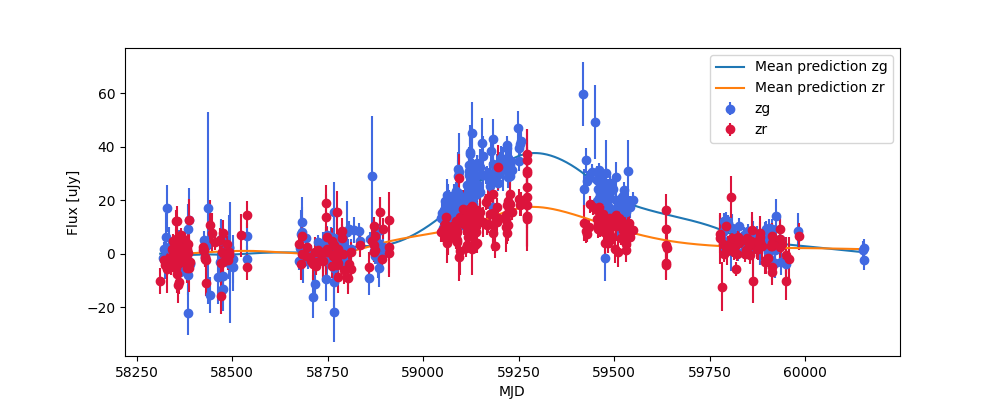 Mean prediction zg
Mean prediction zr
zg
zr
Flux [uJy]
60
40
20
0
−20
58250 58500 58750 59000 59250 59500 59750 60000
MJD